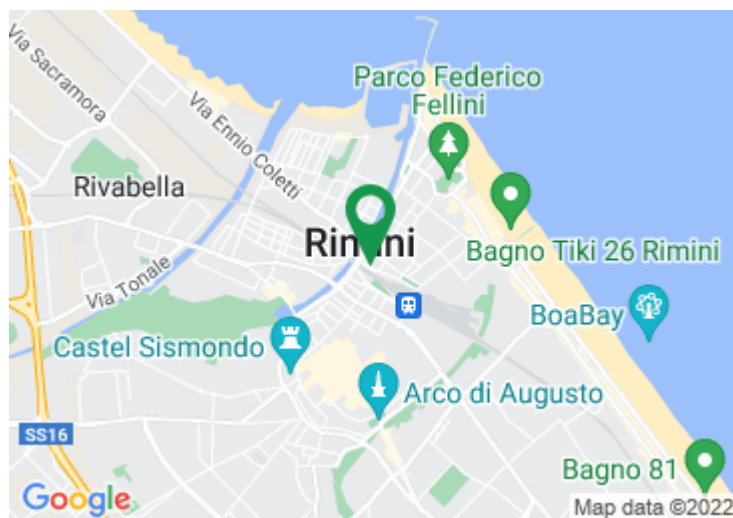 Via Sacramora
Via Ennio Coletti
Parco Federico
Fellini
Rivabella
Rimini
Bagno Tiki 26 Rimini
Via Tonale
BoaBay
Castel Sismondo
Arco di Augusto
SS16
Bagno 81
Google
Map data ©2022